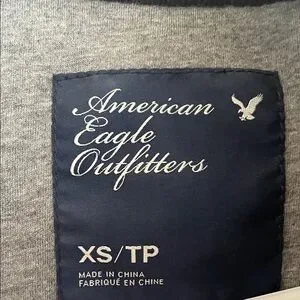 American
Eagle
Outfitters
XS/TP
MADE IN CHINA
FABRIQUÉ EN CHINE